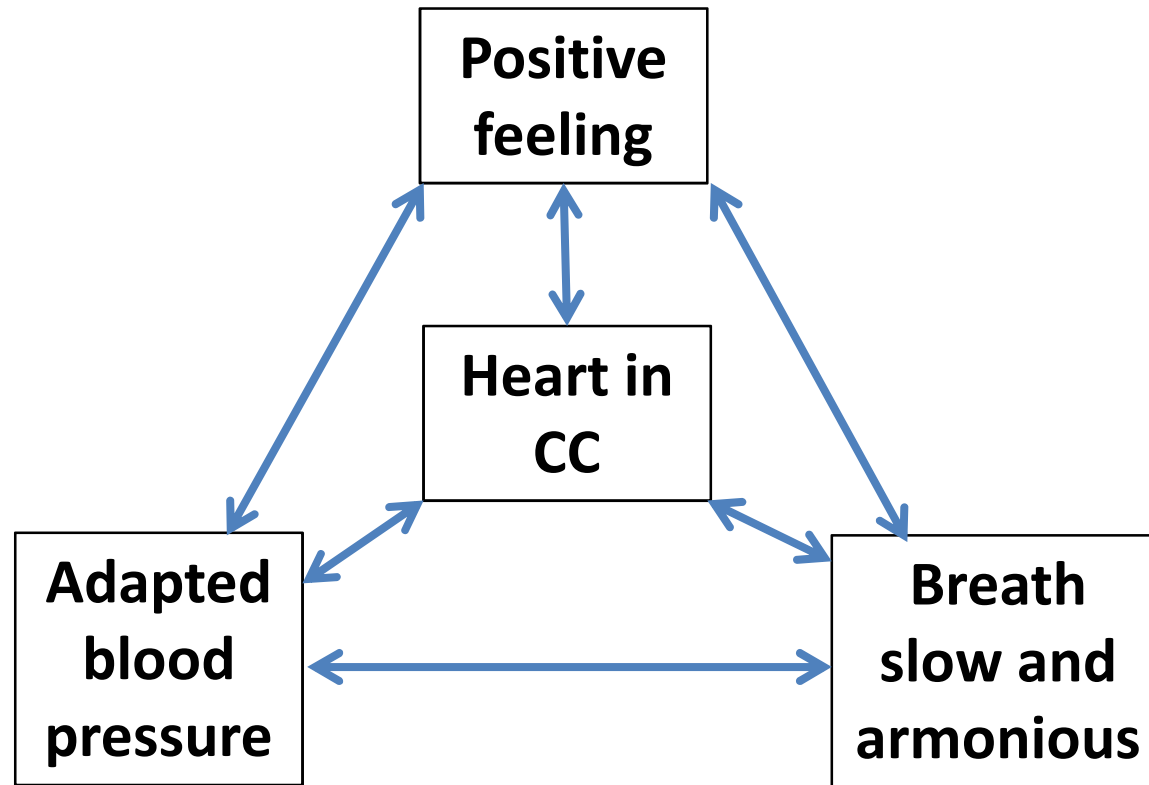 Positive
feeling
Heart in
CC
Adapted
blood
pressure
Breath
slow and
armonious